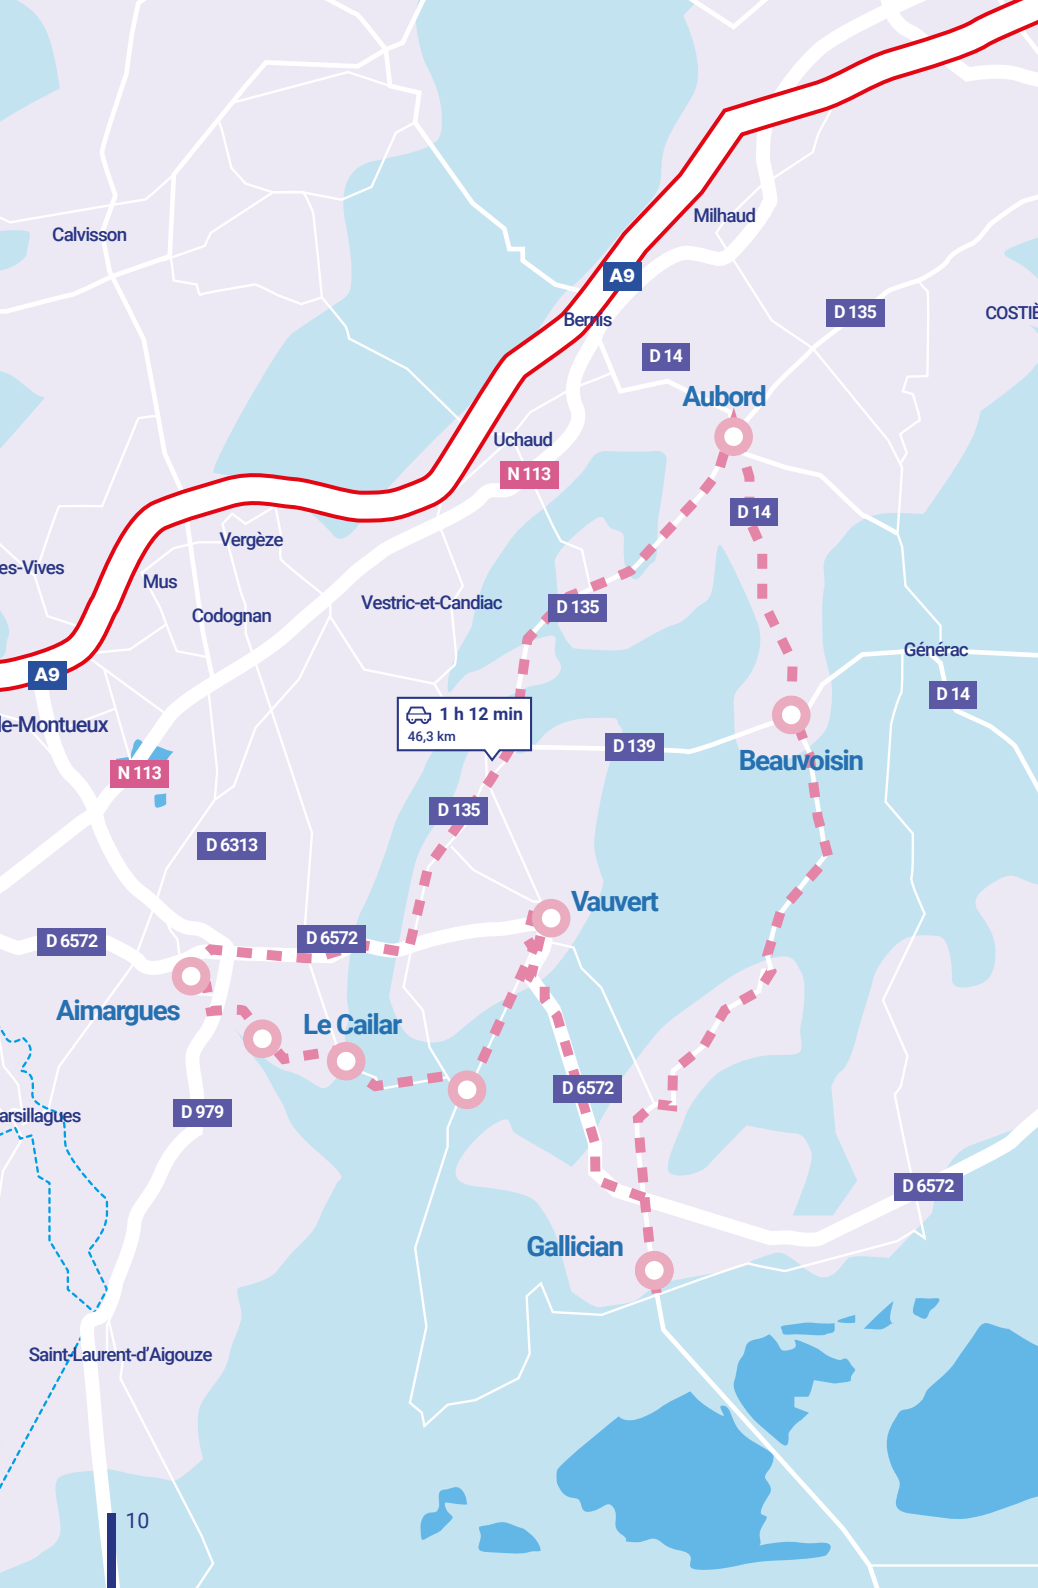 Milhaud
Calvisson
A9
D 135
COSTIÈ
Bernis
D 14
Aubord
Uchaud
N 113
D 14
Vergèze
es-Vives
Mus
Vestric-et-Candiac
D 135
Codognan
Générac
A9
D 14
1 h 12 min
46,3 km
le-Montueux
D 139
Beauvoisin
N 113
D 135
D 6313
Vauvert
D 6572
D 6572
Aimargues
Le Cailar
D 6572
D 979
arsillagues
D 6572
Gallician
Saint-Laurent-d’Aigouze
10